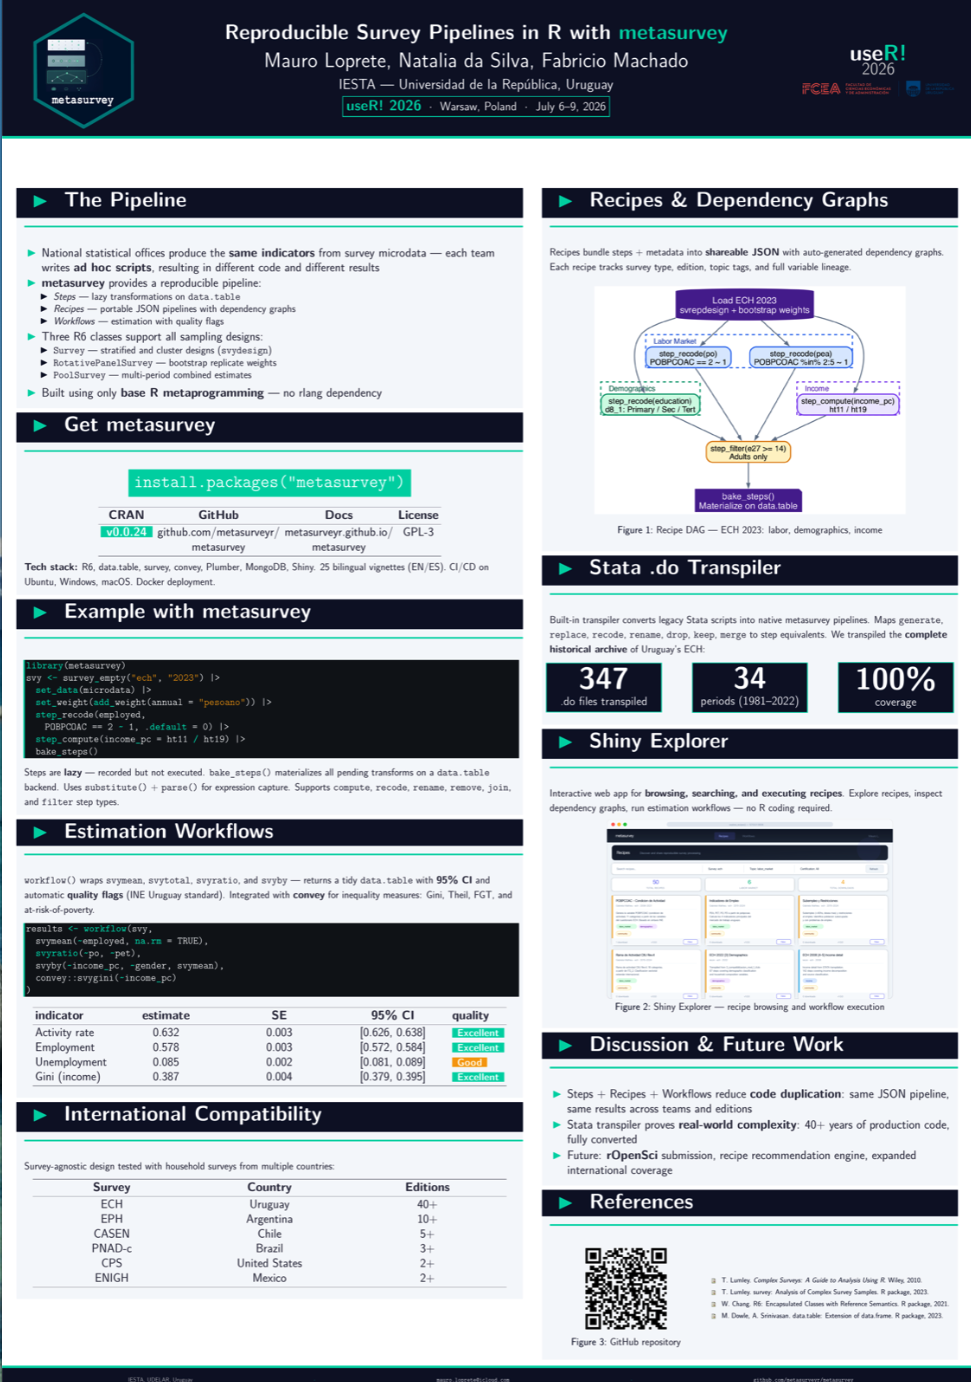 metasurvey
Reproducible Survey Pipelines in R with metasurvey
Mauro Loprete, Natalia da Silva, Fabricio Machado
IESTA — Universidad de la República, Uruguay
useR! 2026 · Warsaw, Poland · July 6–9, 2026
useR!
2026
FCEA
The Pipeline
National statistical offices produce the same indicators from survey microdata — each team
writes ad hoc scripts, resulting in different code and different results
metasurvey provides a reproducible pipeline:
Steps — lazy transformations on data.table
Recipes — portable JSON pipelines with dependency graphs
Workflows — estimation with quality flags
Three R6 classes support all sampling designs:
Survey — stratified and cluster designs (svydesign)
RotativePanelSurvey — bootstrap replicate weights
PoolSurvey — multi-period combined estimates
Built using only base R metaprogramming — no rlang dependency
Get metasurvey
install.packages("metasurvey")
CRAN GitHub Docs License
v0.0.24 github.com/metasurveyr/ metasurveyr.github.io/ GPL-3
metasurvey metasurvey
Tech stack: R6, data.table, survey, convey, Plumber, MongoDB, Shiny. 25 bilingual vignettes (EN/ES). CI/CD on
Ubuntu, Windows, macOS. Docker deployment.
Example with metasurvey
library(metasurvey)
svy <- survey_empty("ech", "2023") |>
set_data(microdata) |>
set_weight(add_weight(annual = "pesoano")) |>
step_recode(employed,
POBPCOAC == 2 ~ 1, .default = 0) |>
step_compute(income_pc = ht11 / ht19) |>
bake_steps()
Steps are lazy — recorded but not executed. bake_steps() materializes all pending transforms on a data.table
backend. Uses substitute() + parse() for expression capture. Supports compute, recode, rename, remove, join,
and filter step types.
Estimation Workflows
workflow() wraps svymean, svytotal, svyratio, and svyby — returns a tidy data.table with 95% CI and
automatic quality flags (INE Uruguay standard). Integrated with convey for inequality measures: Gini, Theil, FGT, and
at-risk-of-poverty.
results <- workflow(svy,
svymean(~employed, na.rm = TRUE),
svyratio(~po, ~pet),
svyby(~income_pc, ~gender, svymean),
convey::svygini(~income_pc)
)
indicator estimate SE 95% CI quality
Activity rate 0.632 0.003 [0.626, 0.638] Excellent
Employment 0.578 0.003 [0.572, 0.584] Excellent
Unemployment 0.085 0.002 [0.081, 0.089] Good
Gini (income) 0.387 0.004 [0.379, 0.395] Excellent
International Compatibility
Survey-agnostic design tested with household surveys from multiple countries:
Survey Country Editions
ECH Uruguay 40+
EPH Argentina 10+
CASEN Chile 5+
PNAD-c Brazil 3+
CPS United States 2+
ENIGH Mexico 2+
Recipes & Dependency Graphs
Recipes bundle steps + metadata into shareable JSON with auto-generated dependency graphs.
Each recipe tracks survey type, edition, topic tags, and full variable lineage.
Load ECH 2023
svrepdesign + bootstrap weights
Labor Market
step_recode(po)
POBPCOAC == 2 ~ 1
step_recode(pea)
POBPCOAC %in% 2:5 ~ 1
Demographics
step_recode(education)
d8_1: Primary / Sec / Tert
Income
step_compute(income_pc)
ht11 / ht19
step_filter(e27 >= 14)
Adults only
bake_steps()
Materialize on data.table
Figure 1: Recipe DAG — ECH 2023: labor, demographics, income
Stata .do Transpiler
Built-in transpiler converts legacy Stata scripts into native metasurvey pipelines. Maps generate,
replace, recode, rename, drop, keep, merge to step equivalents. We transpiled the complete
historical archive of Uruguay's ECH:
347
.do files transpiled
34
periods (1981–2022)
100%
coverage
Shiny Explorer
Interactive web app for browsing, searching, and executing recipes. Explore recipes, inspect
dependency graphs, run estimation workflows — no R coding required.
metasurvey
Recipes
Figure 2: Shiny Explorer — recipe browsing and workflow execution
Discussion & Future Work
Steps + Recipes + Workflows reduce code duplication: same JSON pipeline,
same results across teams and editions
Stata transpiler proves real-world complexity: 40+ years of production code,
fully converted
Future: rOpenSci submission, recipe recommendation engine, expanded
international coverage
References
Figure 3: GitHub repository
T. Lumley. Complex Surveys: A Guide to Analysis Using R. Wiley, 2010.
T. Lumley. survey: Analysis of Complex Survey Samples. R package, 2023.
W. Chang. R6: Encapsulated Classes with Reference Semantics. R package, 2021.
M. Dowle, A. Srinivasan. data.table: Extension of data.frame. R package, 2023.
IESTA, UDELAR, Uruguay
mauro.loprete@icloud.com
github.com/metasurveyr/metasurvey